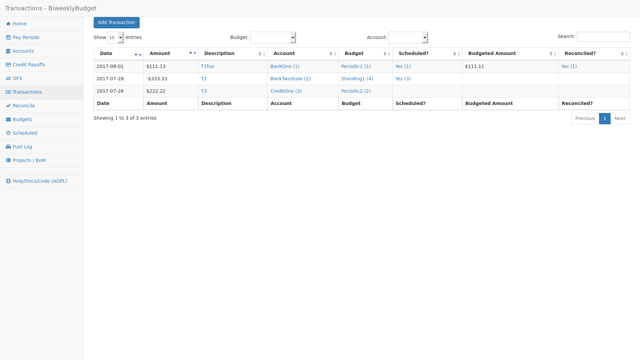 Transactions - BiweeklyBudget
Home
Pay Periods
Accounts
Credit Payoffs
OFX
Transactions
Reconcile
Budgets
Scheduled
Fuel Log
Projects / BoM
Help/Docs/Code (AGPL)
Add Transaction
Show 10 entries Budget: Account: Search:
Date Amount Description Account Budget Scheduled? Budgeted Amount Reconciled?
2017-08-01 $111.13 T1foo BankOne (1) Periodic1 (1) Yes (1) $111.11 Yes (1)
2017-07-28 -$333.33 T2 BankTwoStale (2) Standing1 (4) Yes (3)
2017-07-26 $222.22 T3 CreditOne (3) Periodic2 (2)
Date Amount Description Account Budget Scheduled? Budgeted Amount Reconciled?
Showing 1 to 3 of 3 entries Previous 1 Next